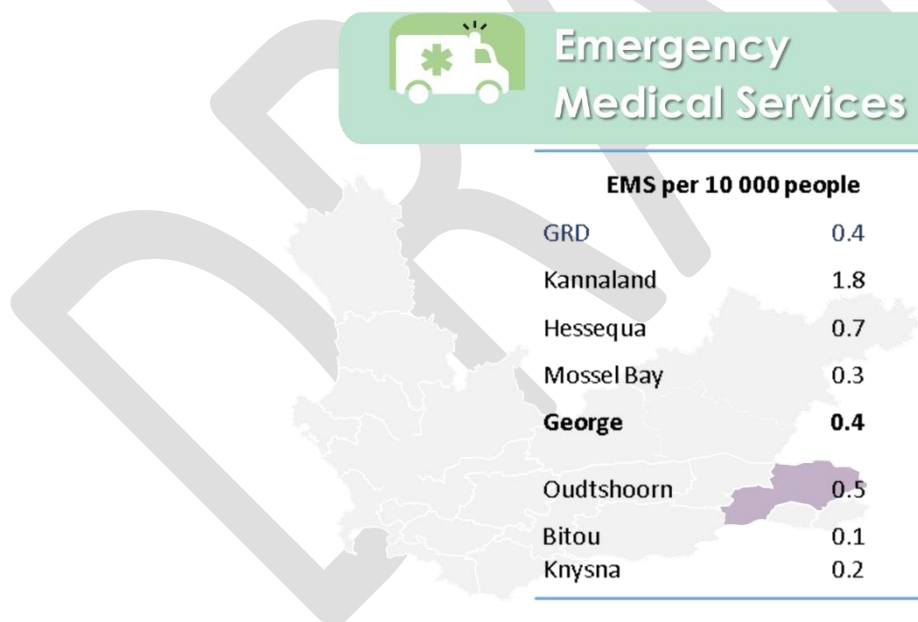 Emergency
Medical Services
EMS per 10 000 people
GRD 0.4
Kannaland 1.8
Hessequa 0.7
Mossel Bay 0.3
George 0.4
Oudtshoorn 0.5
Bitou 0.1
Knysna 0.2